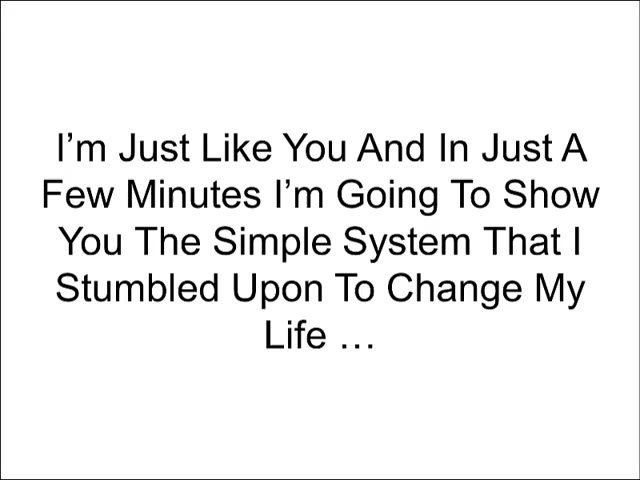 I’m Just Like You And In Just A
Few Minutes I’m Going To Show
You The Simple System That I
Stumbled Upon To Change My
Life …